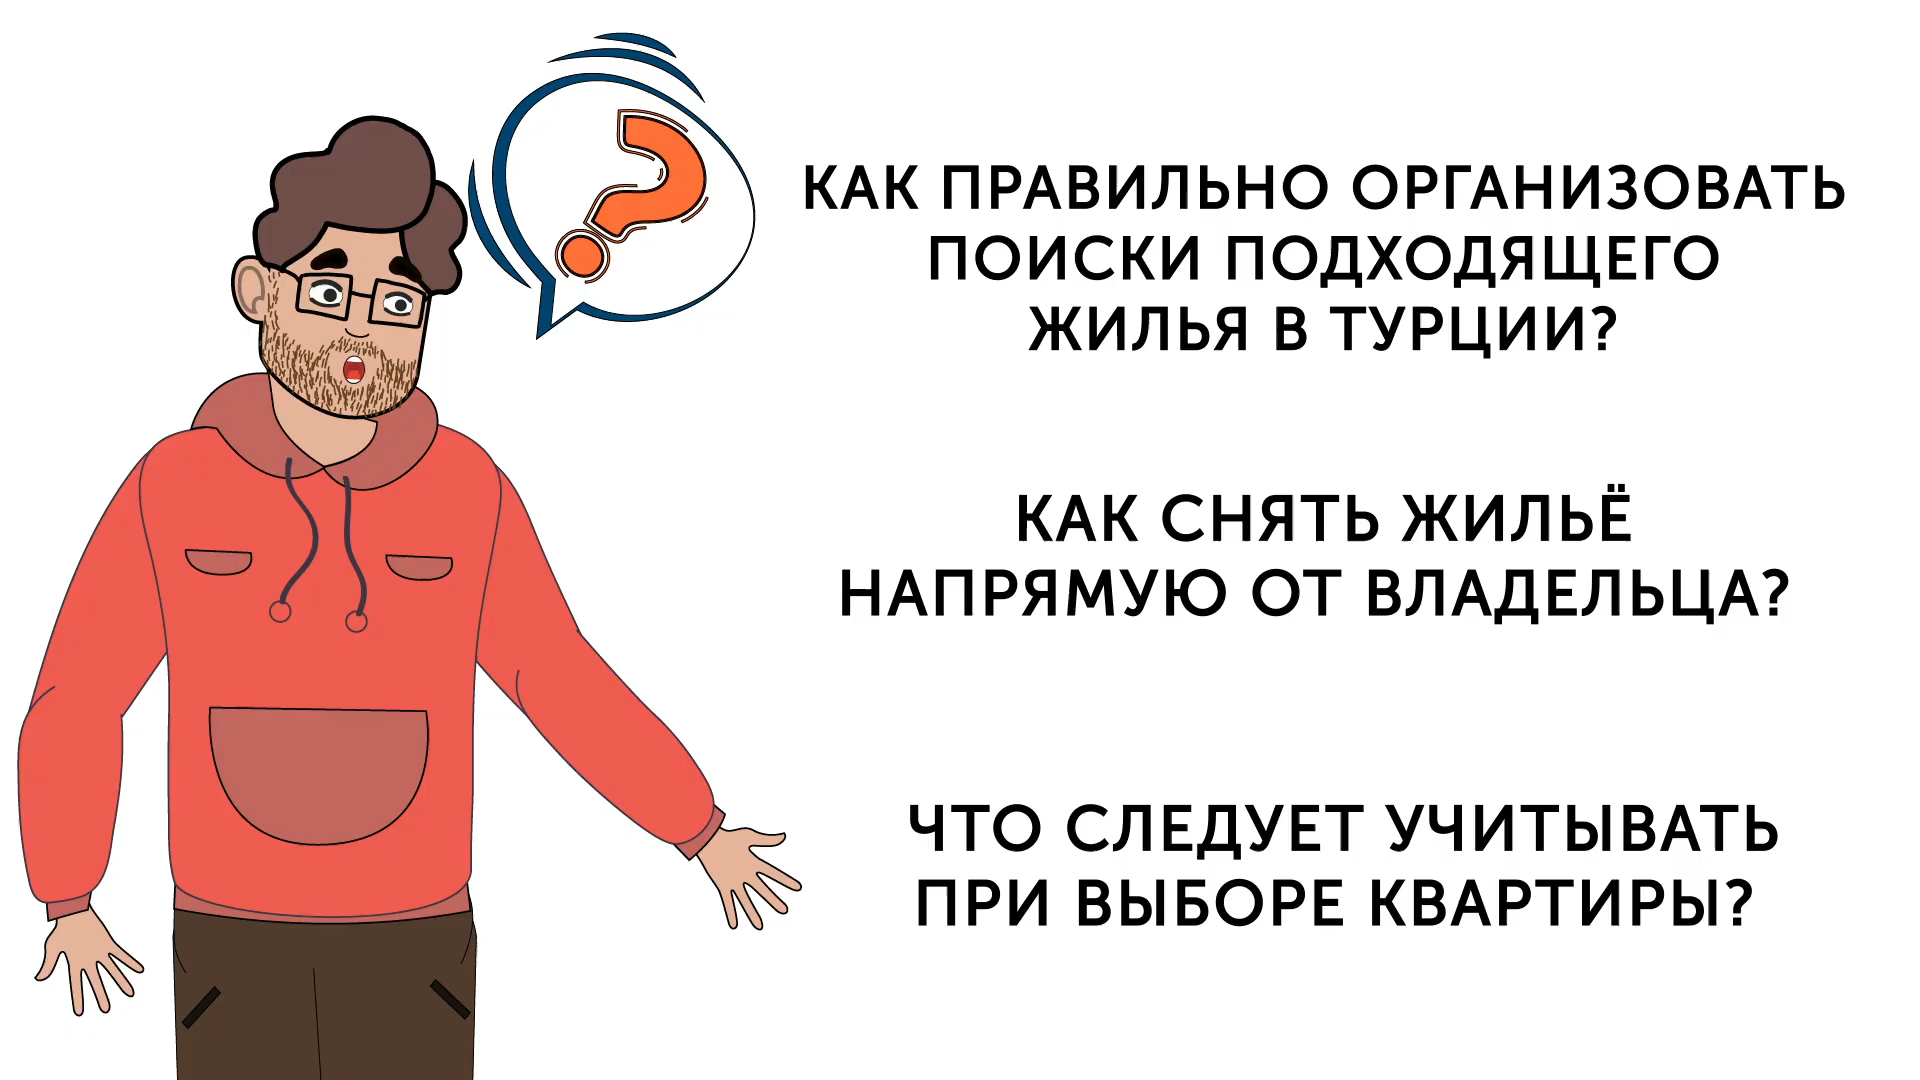 КАК ПРАВИЛЬНО ОРГАНИЗОВАТЬ
ПОИСКИ ПОДХОДЯЩЕГО
ЖИЛЬЯ В ТУРЦИИ?
КАК СНЯТЬ ЖИЛЬЁ
НАПРЯМУЮ ОТ ВЛАДЕЛЬЦА?
ЧТО СЛЕДУЕТ УЧИТЫВАТЬ
ПРИ ВЫБОРЕ КВАРТИРЫ?